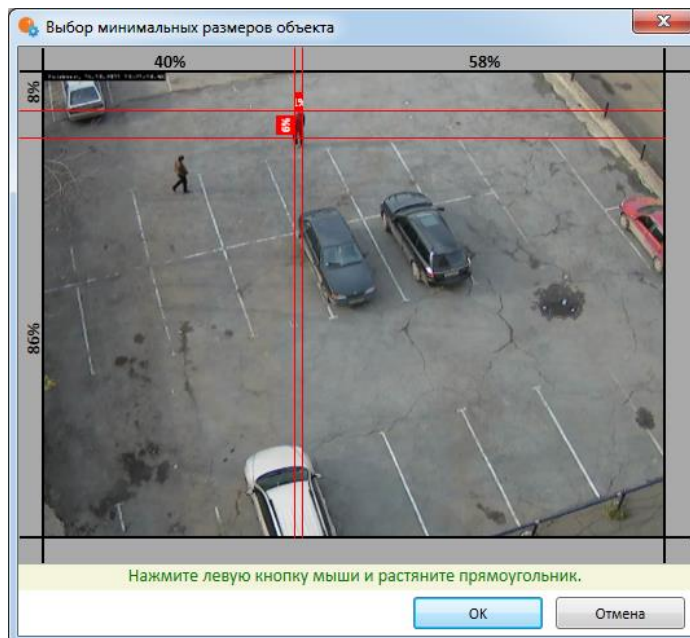 Выбор минимальных размеров объекта
40%
58%
8%
6%
86%
Нажмите левую кнопку мыши и растяните прямоугольник.
OK
Отмена